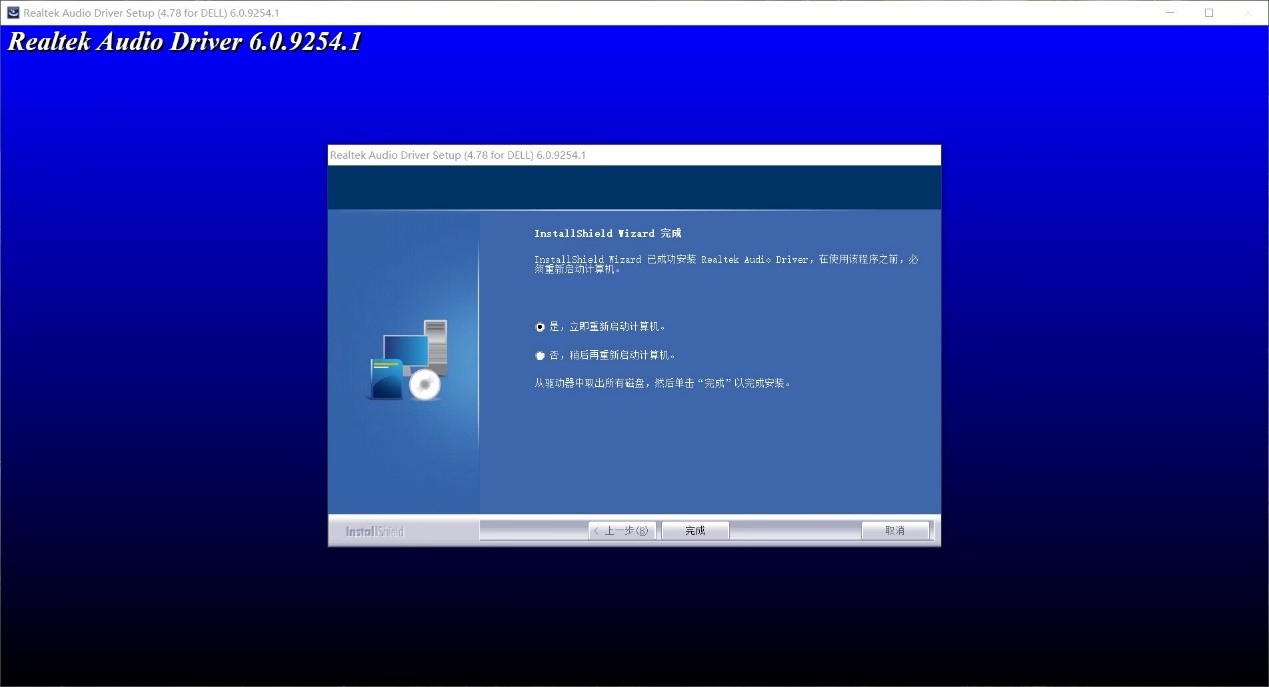 Realtek Audio Driver Setup (4.78 for DELL) 6.0.9254.1
Realtek Audio Driver 6.0.9254.1
Realtek Audio Driver Setup (4.78 for DELL) 6.0.9254.1
InstallShield Wizard 完成
InstallShield Wizard 已成功安装 Realtek Audio Driver，在使用该程序之前，必
须重新启动计算机。
是，立即重新启动计算机。
否，稍后再重新启动计算机。
从驱动器中取出所有磁盘，然后单击“完成”以完成安装。
InstallShield
< 上一步(B)
完成
取消